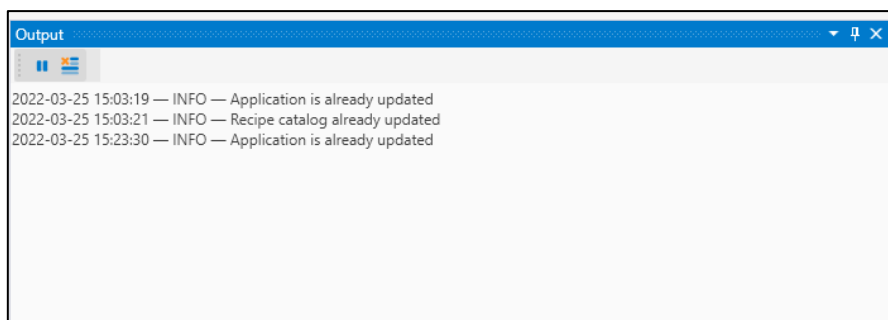 Output
2022-03-25 15:03:19 — INFO — Application is already updated
2022-03-25 15:03:21 — INFO — Recipe catalog already updated
2022-03-25 15:23:30 — INFO — Application is already updated